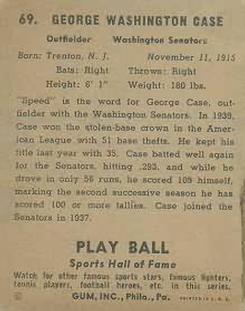 69. GEORGE WASHINGTON CASE
Outfielder Washington Senators
Born: Trenton, N. J. November 11, 1915
Bats: Right Throws: Right
Height: 6' 1" Weight: 180 lbs.
"Speed" is the word for George Case, out-
fielder with the Washington Senators. In 1939,
Case won the stolen-base crown in the Amer-
ican League with 51 base thefts. He kept his
title last year with 35. Case batted well again
for the Senators, hitting .293, and while he
drove in only 56 runs, he scored 109 himself,
marking the second successive season he has
scored 100 or more tallies. Case joined the
Senators in 1937.
PLAY BALL
Sports Hall of Fame
Watch for other famous sports stars, famous fighters,
tennis players, football heroes, etc. in this series.
GUM, INC., Phila., Pa. PRINTED IN U. S. A.